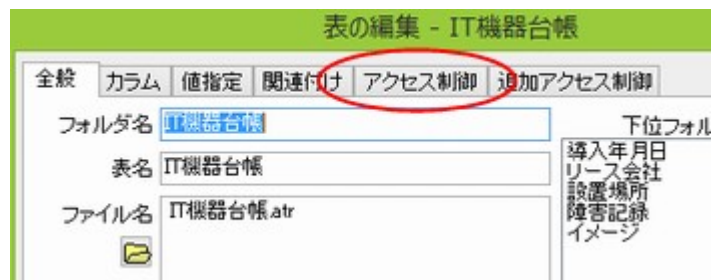 表の編集 - IT機器台帳
全般 カラム 値指定 関連付け アクセス制御 追加アクセス制御
フォルダ名 IT機器台帳 下位フォル
表名 IT機器台帳
ファイル名 IT機器台帳.atr
導入年月日
リース会社
設置場所
障害記録
イメージ